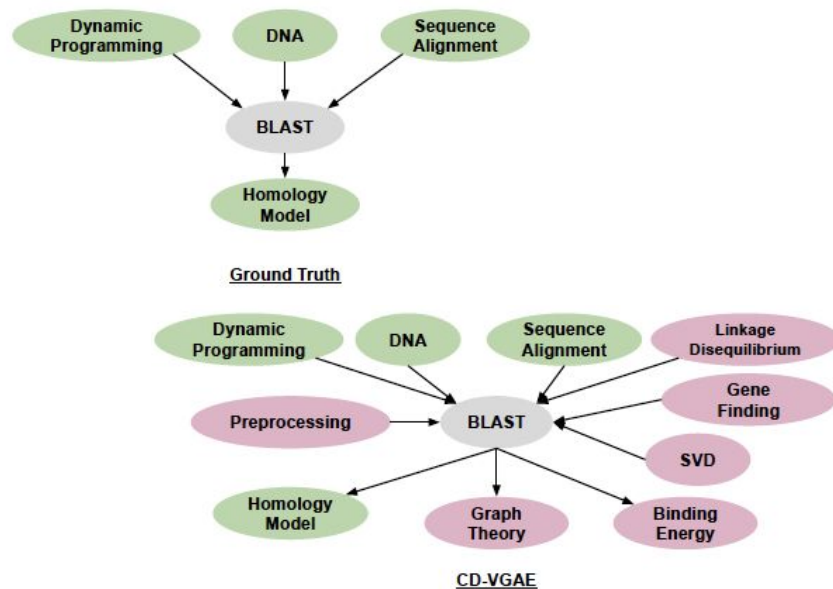 Dynamic
Programming
DNA
Sequence
Alignment
BLAST
Homology
Model
Ground Truth
Dynamic
Programming
DNA
Sequence
Alignment
Linkage
Disequilibrium
Preprocessing
BLAST
Gene
Finding
SVD
Homology
Model
Graph
Theory
Binding
Energy
CD-VGAE